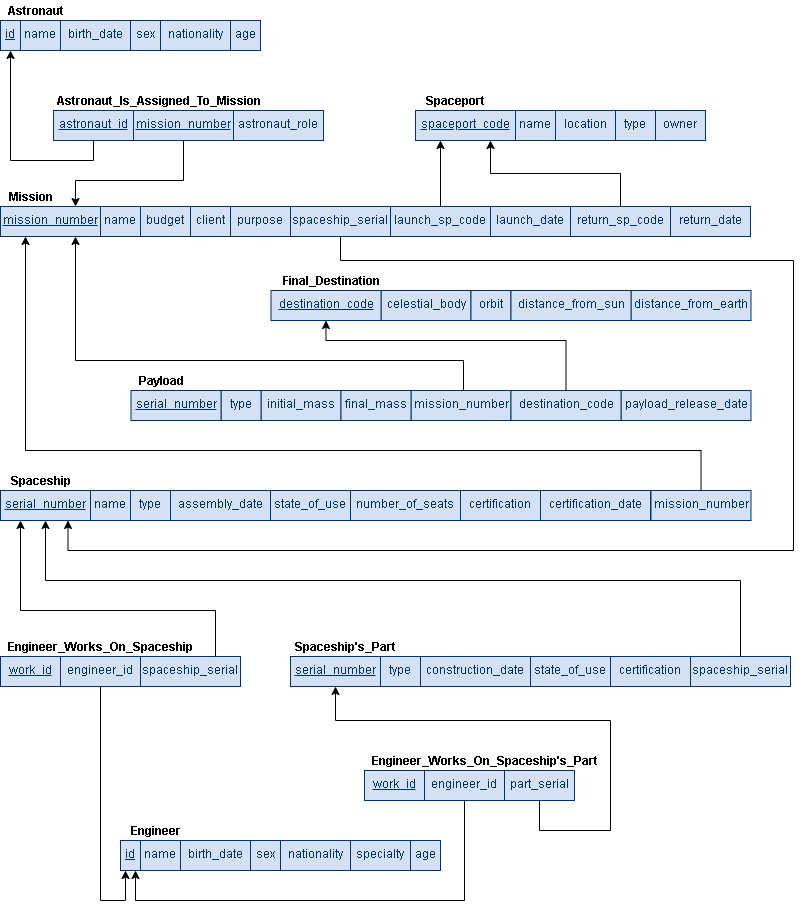 Astronaut
id name birth_date sex nationality age
Astronaut_Is_Assigned_To_Mission
astronaut_id mission_number astronaut_role
Spaceport
spaceport_code name location type owner
Mission
mission_number name budget client purpose spaceship_serial launch_sp_code launch_date return_sp_code return_date
Final_Destination
destination_code celestial_body orbit distance_from_sun distance_from_earth
Payload
serial_number type initial_mass final_mass mission_number destination_code payload_release_date
Spaceship
serial_number name type assembly_date state_of_use number_of_seats certification certification_date mission_number
Engineer_Works_On_Spaceship
work_id engineer_id spaceship_serial
Spaceship's_Part
serial_number type construction_date state_of_use certification spaceship_serial
Engineer_Works_On_Spaceship's_Part
work_id engineer_id part_serial
Engineer
id name birth_date sex nationality specialty age